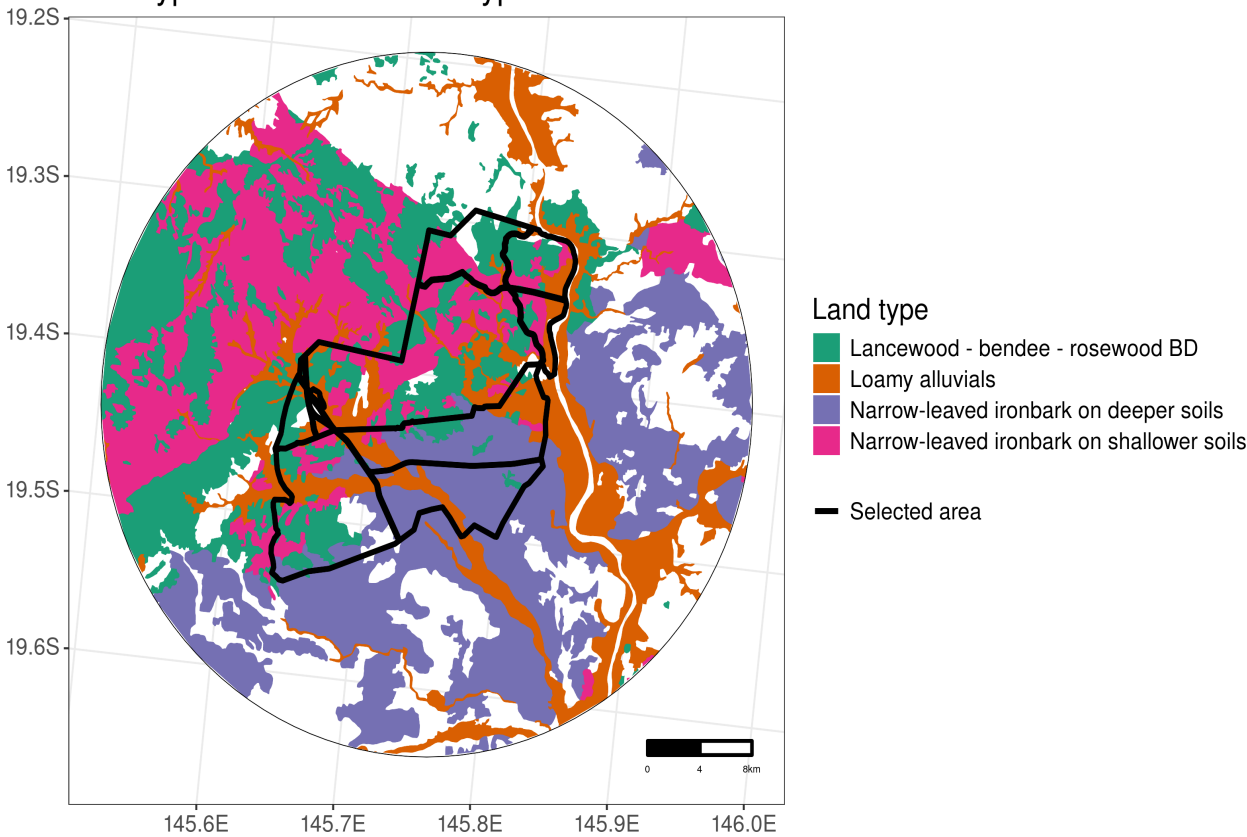 19.2S
19.3S
19.4S
19.5S
19.6S
145.6E 145.7E 145.8E 145.9E 146.0E
0 4 8km
Land type
Lancewood - bendee - rosewood BD
Loamy alluvials
Narrow-leaved ironbark on deeper soils
Narrow-leaved ironbark on shallower soils
Selected area